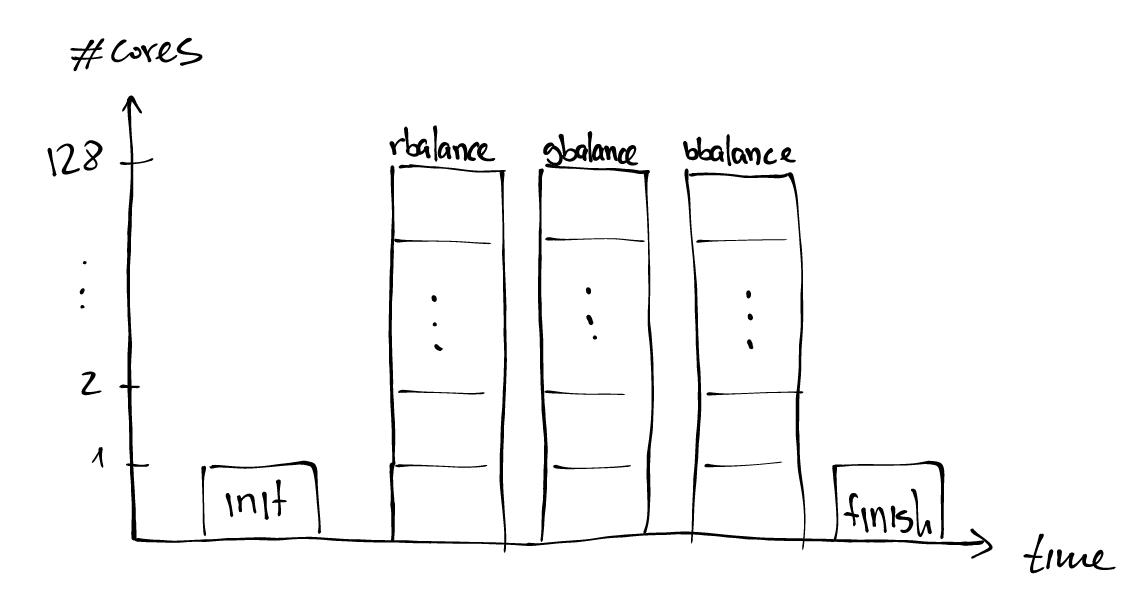 #cores
rbalance gbalance bbalance
128
2
1
init
finish
time